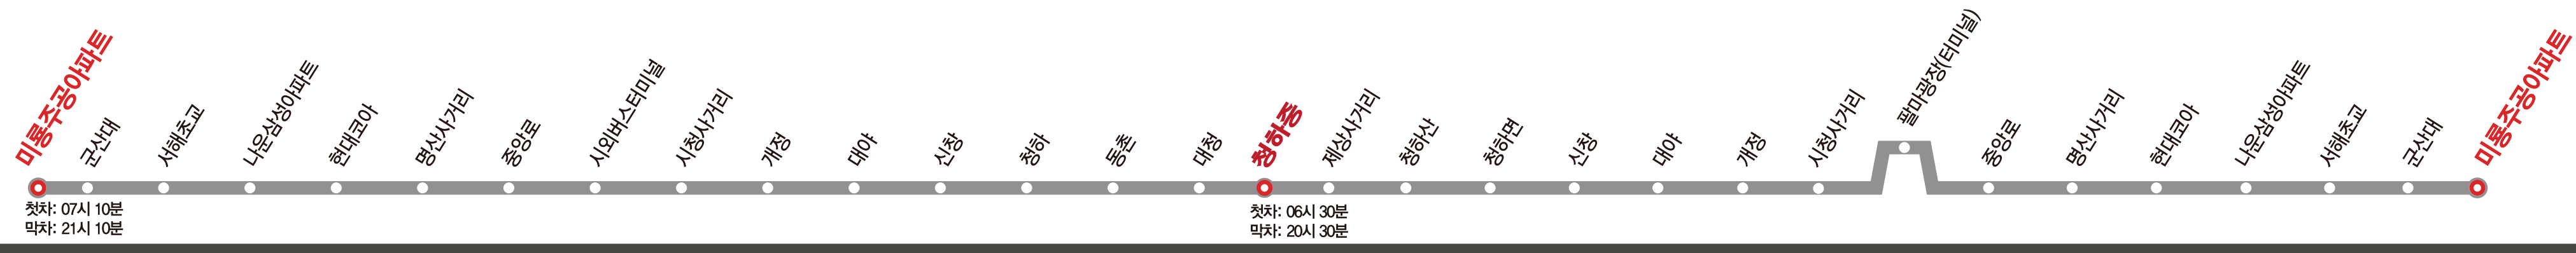 미룡주공아파트
군산대
서해초교
나운삼성아파트
현대코아
명산사거리
중앙로
시외버스터미널
시청사거리
개정
대야
신창
청하
동촌
대청
청하중
제상사거리
청하산
청하면
신창
대야
개정
시청사거리
팔마광장(터미널)
중앙로
명산사거리
현대코아
나운삼성아파트
서해초교
군산대
미룡주공아파트
첫차: 07시 10분
막차: 21시 10분
첫차: 06시 30분
막차: 20시 30분